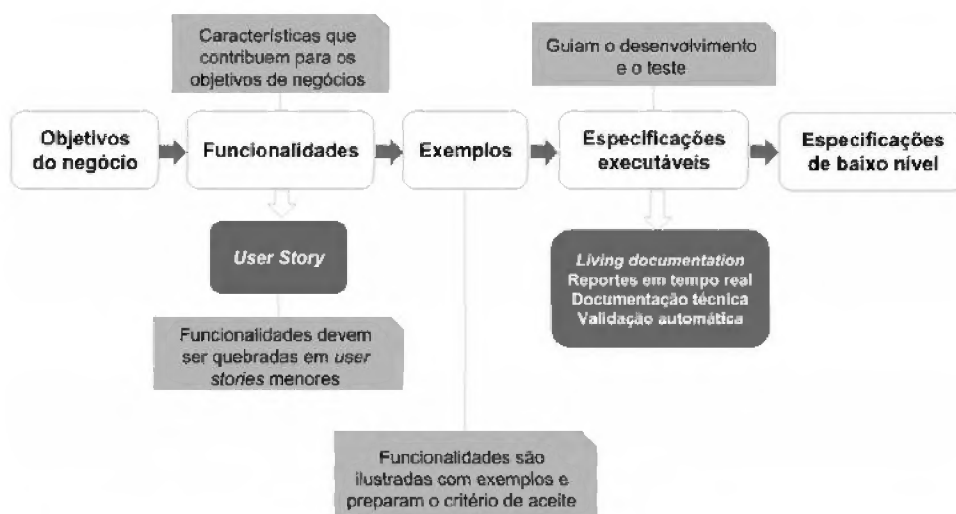 Características que
contribuem para os
objetivos de negócios
Guiam o desenvolvimento
e o teste
Objetivos
do negócio
Funcionalidades
Exemplos
Especificações
executáveis
Especificações
de baixo nível
User Story
Living documentation
Reportes em tempo real
Documentação técnica
Validação automática
Funcionalidades devem
ser quebradas em user
stories menores
Funcionalidades são
ilustradas com exemplos e
preparam o critério de aceite